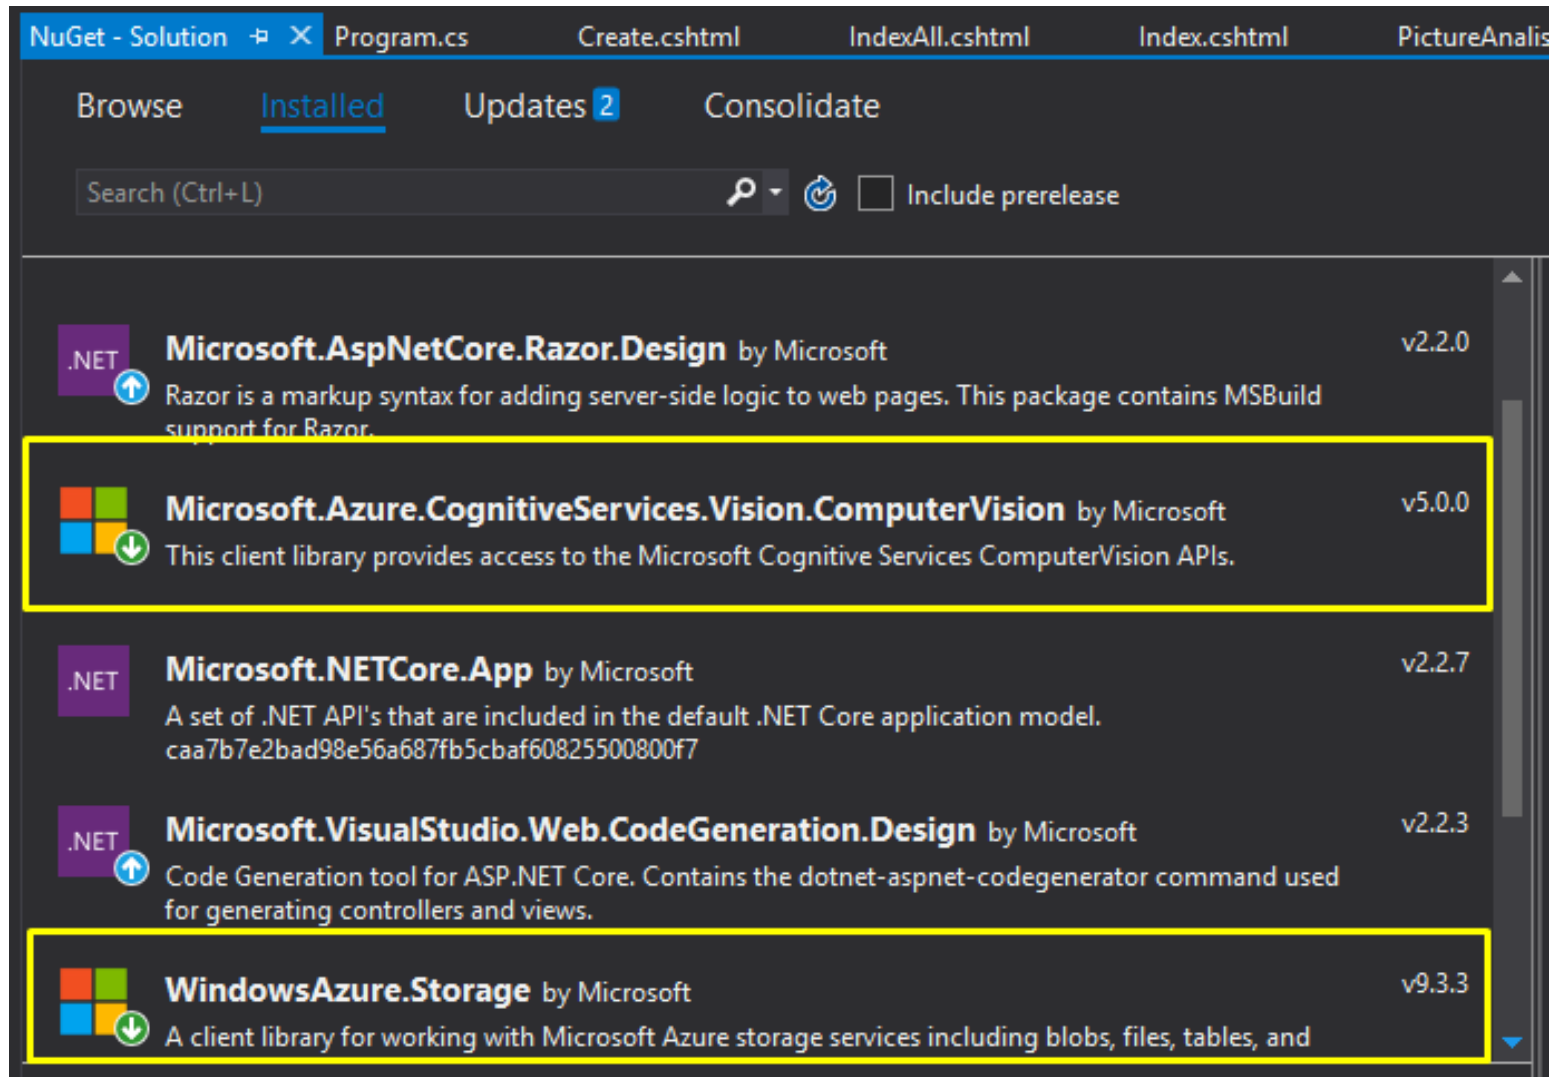 NuGet - Solution Program.cs Create.cshtml IndexAll.cshtml Index.cshtml PictureAnalis
Browse Installed Updates 2 Consolidate
Search (Ctrl+L) Include prerelease
.NET Microsoft.AspNetCore.Razor.Design by Microsoft v2.2.0
Razor is a markup syntax for adding server-side logic to web pages. This package contains MSBuild
support for Razor.
Microsoft.Azure.CognitiveServices.Vision.ComputerVision by Microsoft v5.0.0
This client library provides access to the Microsoft Cognitive Services ComputerVision APIs.
.NET Microsoft.NETCore.App by Microsoft v2.2.7
A set of .NET API's that are included in the default .NET Core application model.
caa7b7e2bad98e56a687fb5cbaf60825500800f7
.NET Microsoft.VisualStudio.Web.CodeGeneration.Design by Microsoft v2.2.3
Code Generation tool for ASP.NET Core. Contains the dotnet-aspnet-codegenerator command used
for generating controllers and views.
WindowsAzure.Storage by Microsoft v9.3.3
A client library for working with Microsoft Azure storage services including blobs, files, tables, and